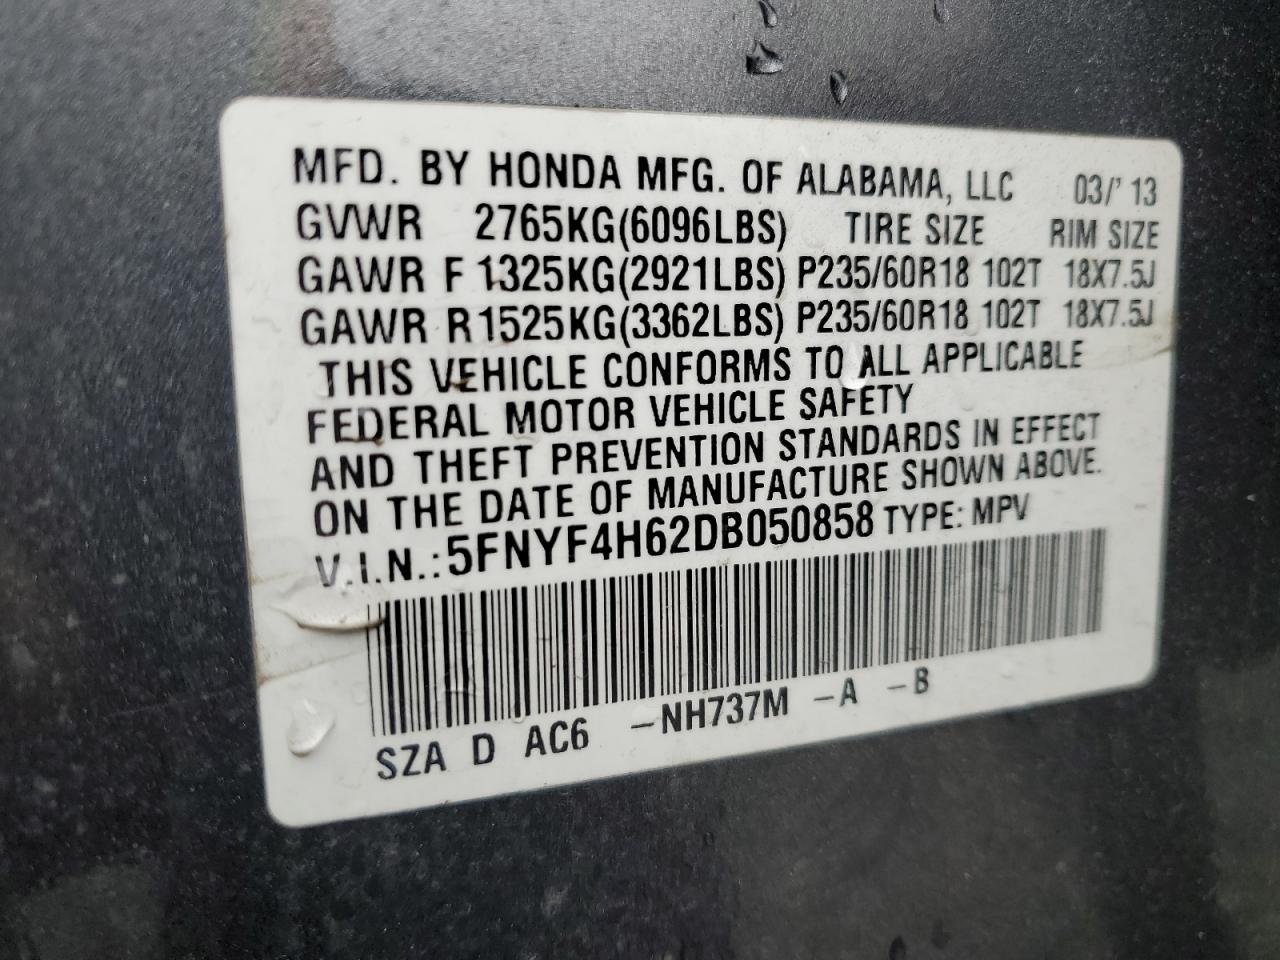 MFD. BY HONDA MFG. OF ALABAMA, LLC 03/'13
GVWR 2765KG(6096LBS) TIRE SIZE RIM SIZE
GAWR F 1325KG(2921LBS) P235/60R18 102T 18X7.5J
GAWR R 1525KG(3362LBS) P235/60R18 102T 18X7.5J
THIS VEHICLE CONFORMS TO ALL APPLICABLE
FEDERAL MOTOR VEHICLE SAFETY
AND THEFT PREVENTION STANDARDS IN EFFECT
ON THE DATE OF MANUFACTURE SHOWN ABOVE.
V.I.N.: 5FNYF4H62DB050858 TYPE: MPV
SZA D AC6 -NH737M -A -B